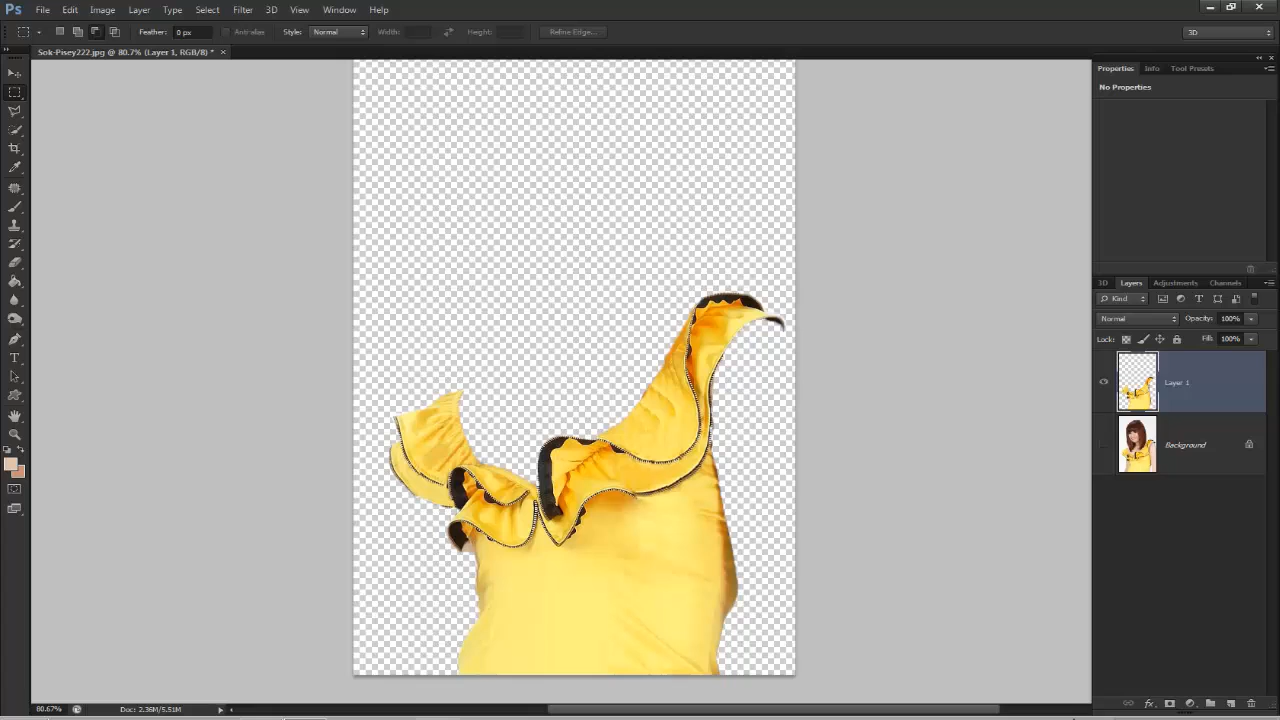 Ps File Edit Image Layer Type Select Filter 3D View Window Help
Feather: 0 px Anti-alias Style: Normal Width: Height: Refine Edge... 3D
Sok-Pisey222.jpg @ 80.7% (Layer 1, RGB/8) * ×
Properties Info Tool Presets
No Properties
3D Layers Adjustments Channels
Kind
Normal Opacity: 100%
Lock: Fill: 100%
Layer 1
Background
80.67% Doc: 2.36M/5.51M